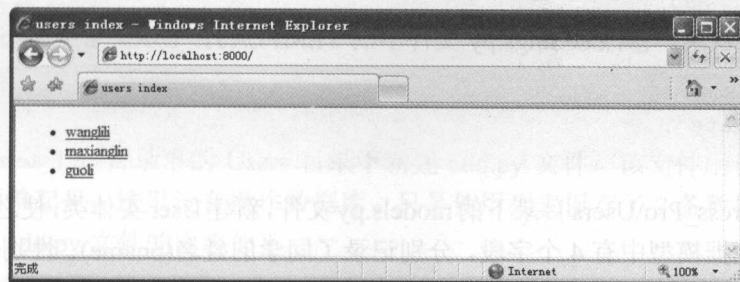 users index - Windows Internet Explorer
http://localhost:8000/
users index
wanglili
maxianglin
guoli
完成
Internet
100%